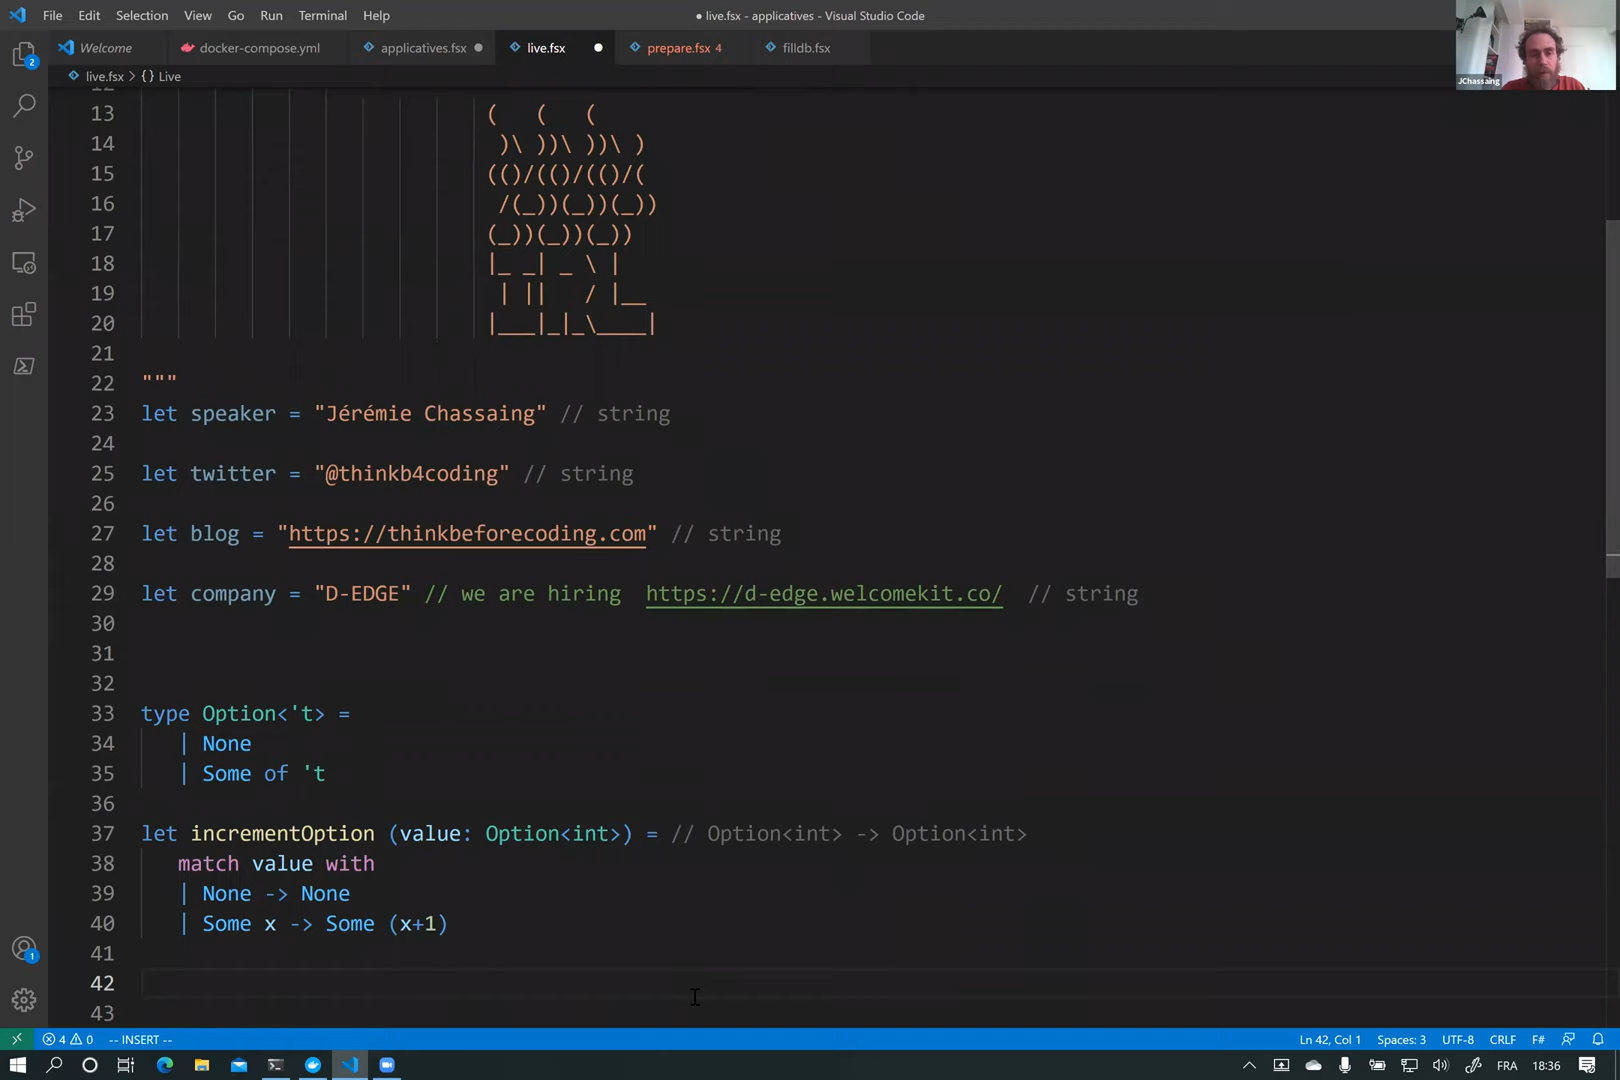 File Edit Selection View Go Run Terminal Help
● live.fsx - applicatives - Visual Studio Code
JChassaing
2
Welcome
docker-compose.yml
applicatives.fsx
live.fsx
prepare.fsx 4
filldb.fsx
live.fsx > {} Live
13 (   (   (
14  )\ ))\ ))\ )
15 (()/(()/(()/(
16  /(_))(_))(_))
17 (_))(_))(_))
18 |_ _| _ \ |
19  | ||   / |__
20 |___|_|_\____|
21
22 """
23 let speaker = "Jérémie Chassaing" // string
24
25 let twitter = "@thinkb4coding" // string
26
27 let blog = "https://thinkbeforecoding.com" // string
28
29 let company = "D-EDGE" // we are hiring  https://d-edge.welcomekit.co/  // string
30
31
32
33 type Option<'t> =
34    | None
35    | Some of 't
36
37 let incrementOption (value: Option<int>) = // Option<int> -> Option<int>
38    match value with
39    | None -> None
40    | Some x -> Some (x+1)
41
42
43
1
4 0 -- INSERT --
Ln 42, Col 1 Spaces: 3 UTF-8 CRLF F#
FRA 18:36